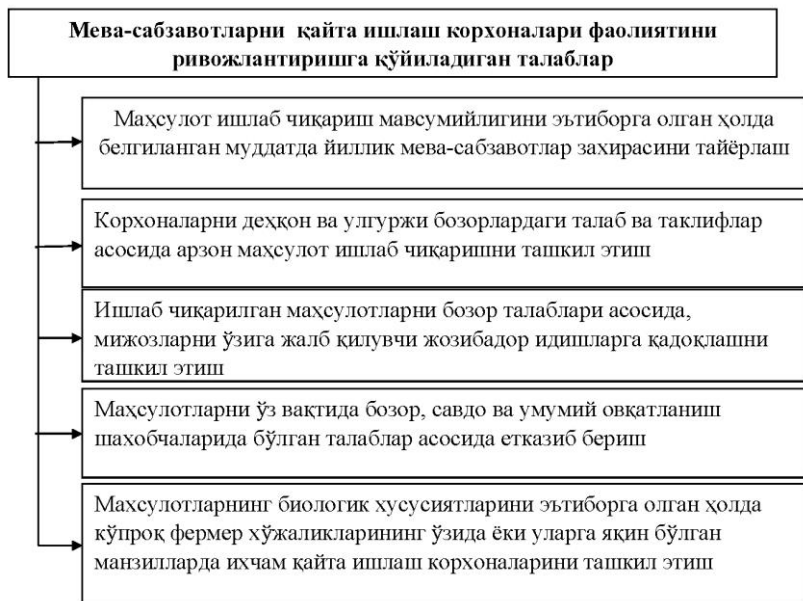 Мева-сабзавотларни қайта ишлаш корхоналари фаолиятини
ривожлантиришга қўйиладиган талаблар
Маҳсулот ишлаб чиқариш мавсумийлигини эътиборга олган ҳолда
белгиланган муддатда йиллик мева-сабзавотлар захирасини тайёрлаш
Корхоналарни деҳқон ва улгуржи бозорлардаги талаб ва таклифлар
асосида арзон маҳсулот ишлаб чиқаришни ташкил этиш
Ишлаб чиқарилган маҳсулотларни бозор талаблари асосида,
мижозларни ўзига жалб қилувчи жозибадор идишларга қадоқлашни
ташкил этиш
Маҳсулотларни ўз вақтида бозор, савдо ва умумий овқатланиш
шахобчаларида бўлган талаблар асосида етказиб бериш
Махсулотларнинг биологик хусусиятларини эътиборга олган ҳолда
кўпроқ фермер хўжаликларининг ўзида ёки уларга яқин бўлган
манзилларда ихчам қайта ишлаш корхоналарини ташкил этиш